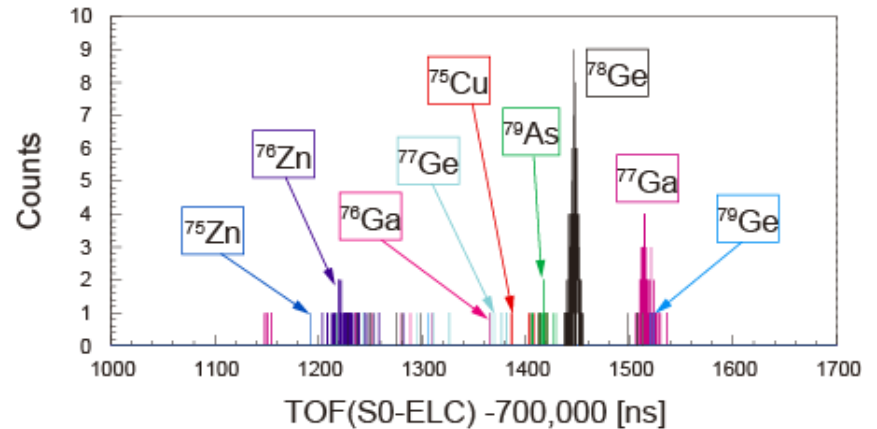 10
9
8
7
6
5
4
3
2
1
0
Counts
⁷⁵Zn
⁷⁶Zn
⁷⁶Ga
⁷⁷Ge
⁷⁵Cu
⁷⁹As
⁷⁸Ge
⁷⁷Ga
⁷⁹Ge
1000 1100 1200 1300 1400 1500 1600 1700
TOF(S0-ELC) -700,000 [ns]